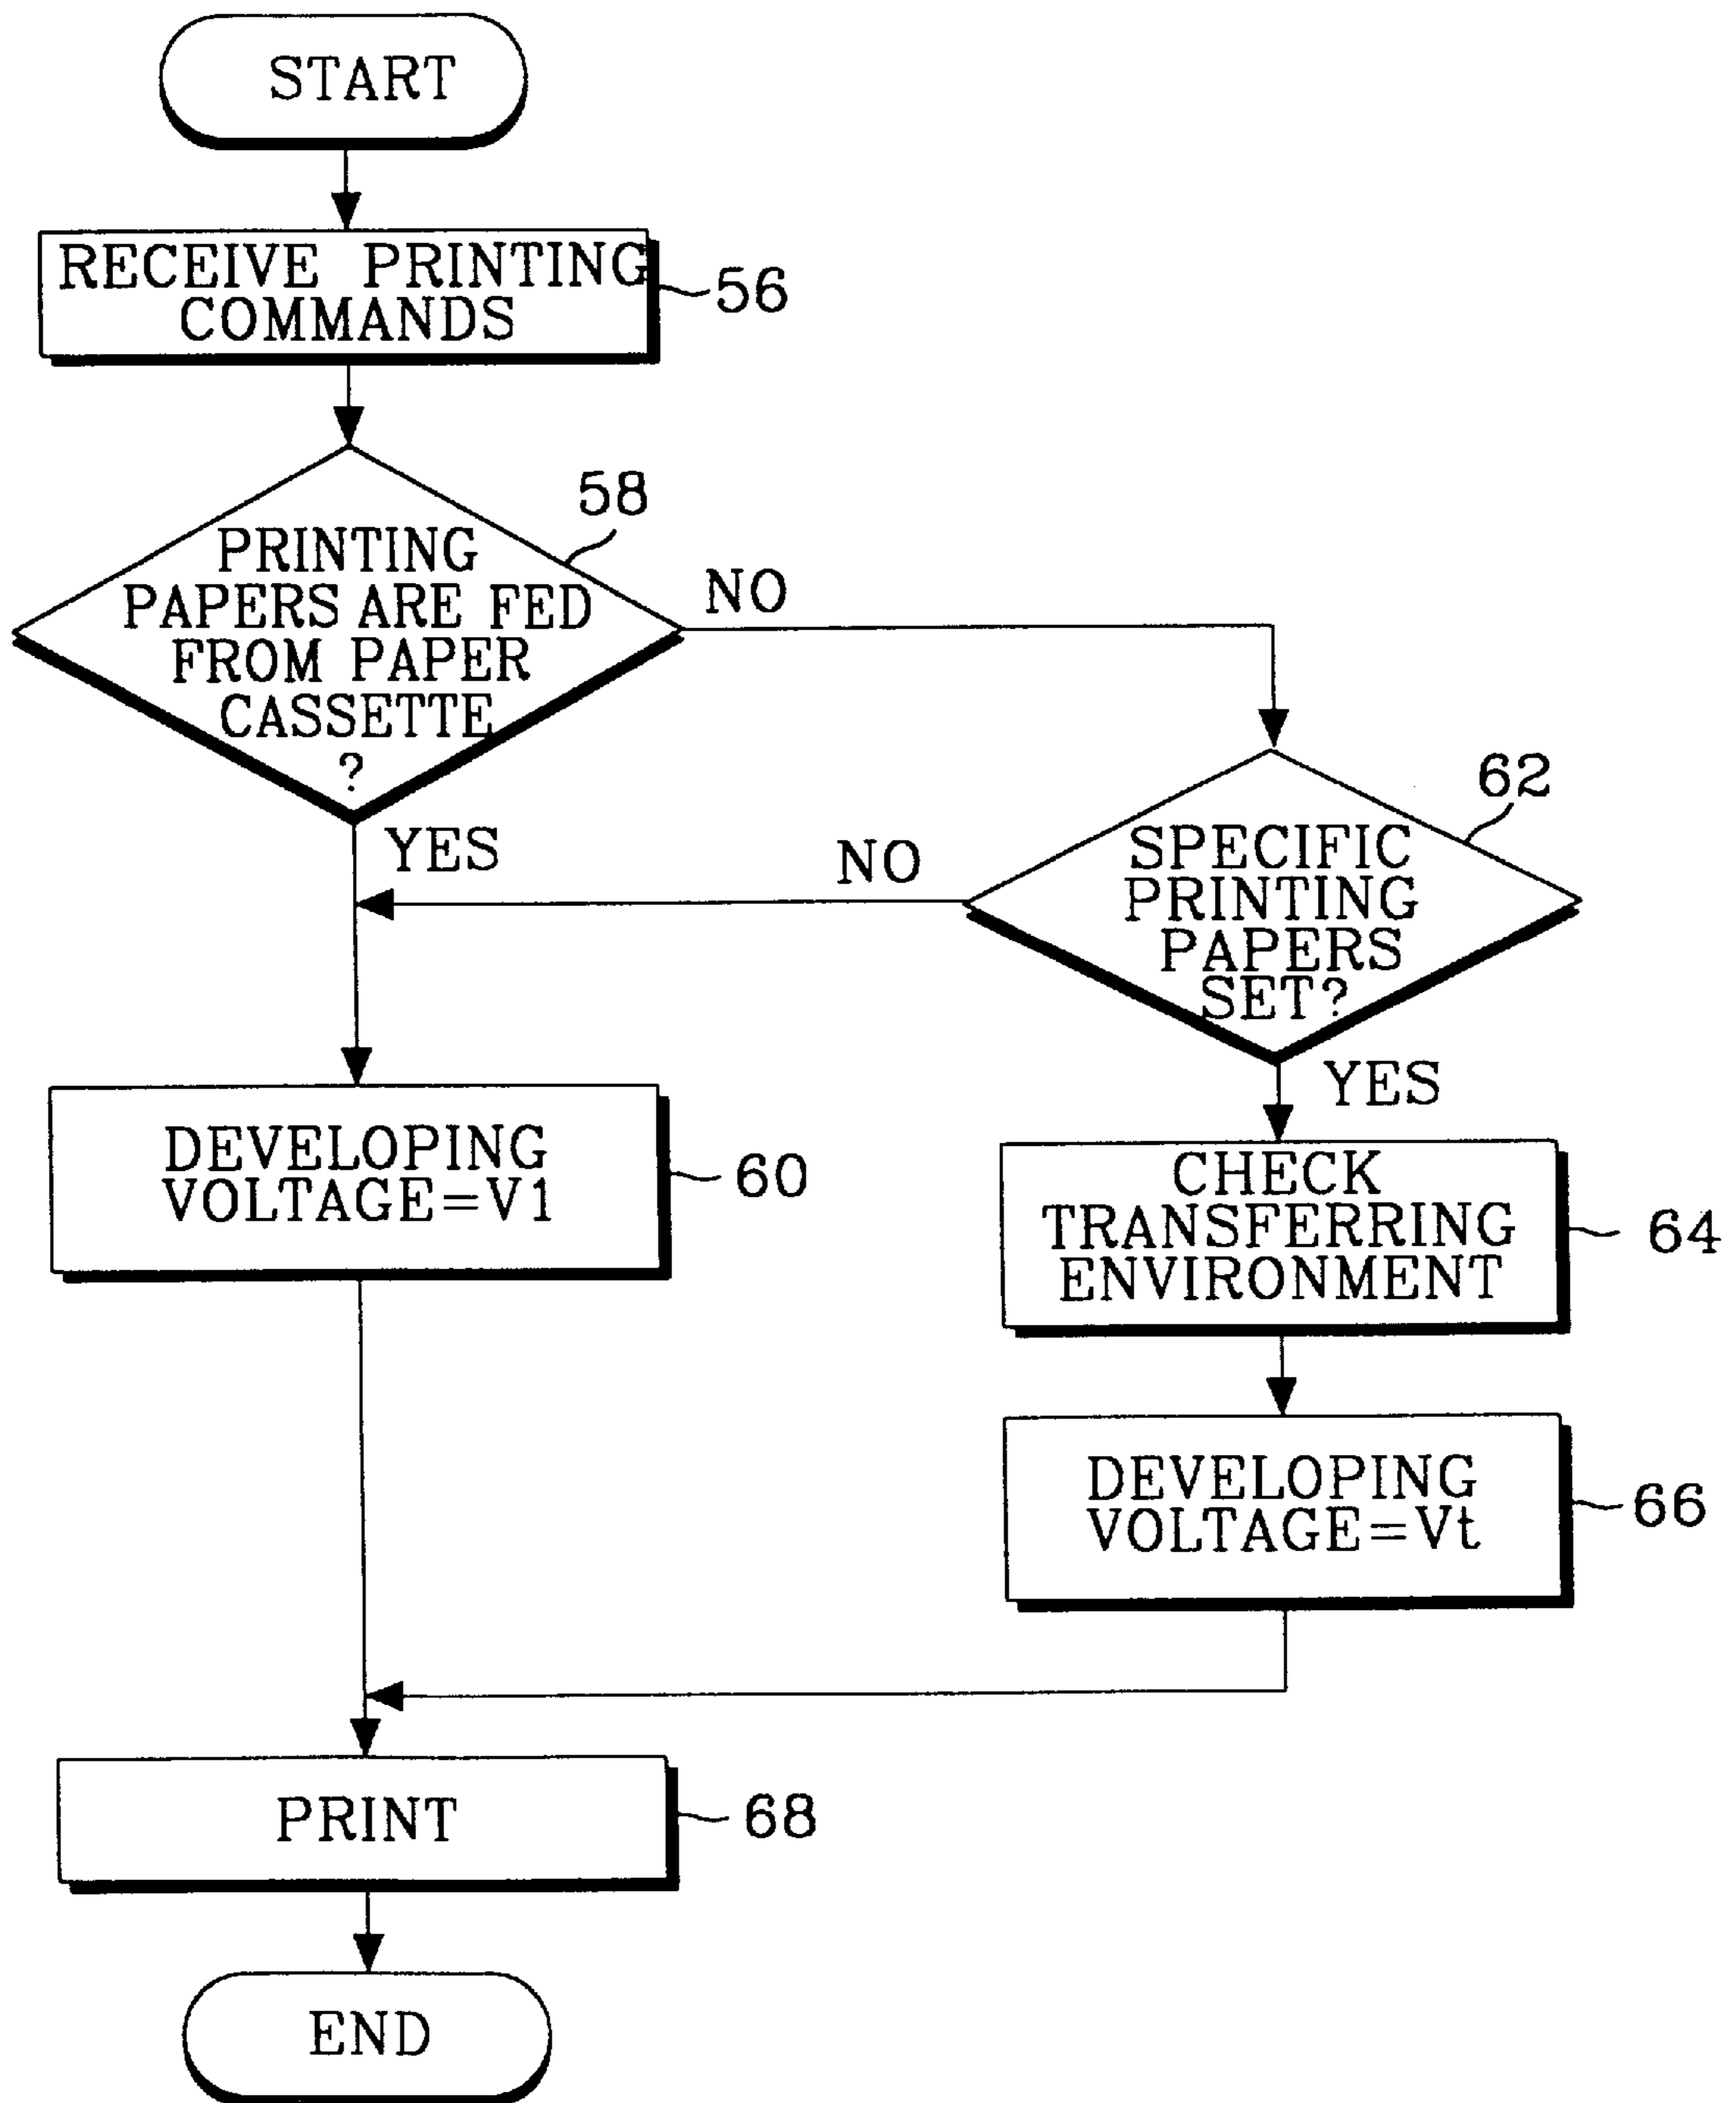 START
RECEIVE PRINTING
COMMANDS
56
58
PRINTING
PAPERS ARE FED
FROM PAPER
CASSETTE
?
NO
YES
62
SPECIFIC
PRINTING
PAPERS
SET?
NO
YES
DEVELOPING
VOLTAGE=V1
60
CHECK
TRANSFERRING
ENVIRONMENT
64
DEVELOPING
VOLTAGE=Vt
66
PRINT
68
END